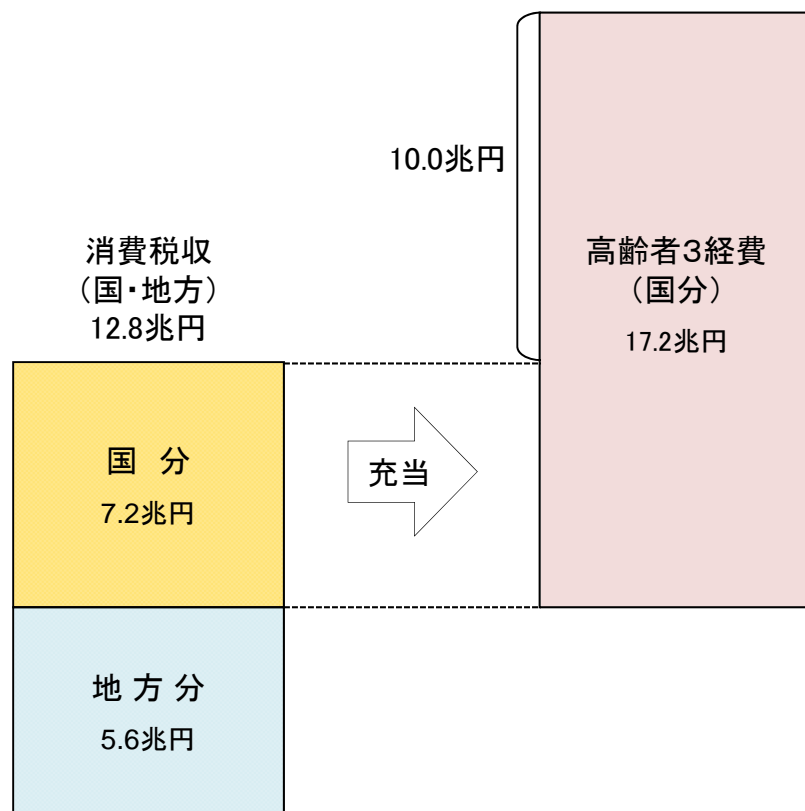 10.0兆円
高齢者3経費
（国分）
17.2兆円
消費税収
（国・地方）
12.8兆円
国 分
7.2兆円
充当
地 方 分
5.6兆円